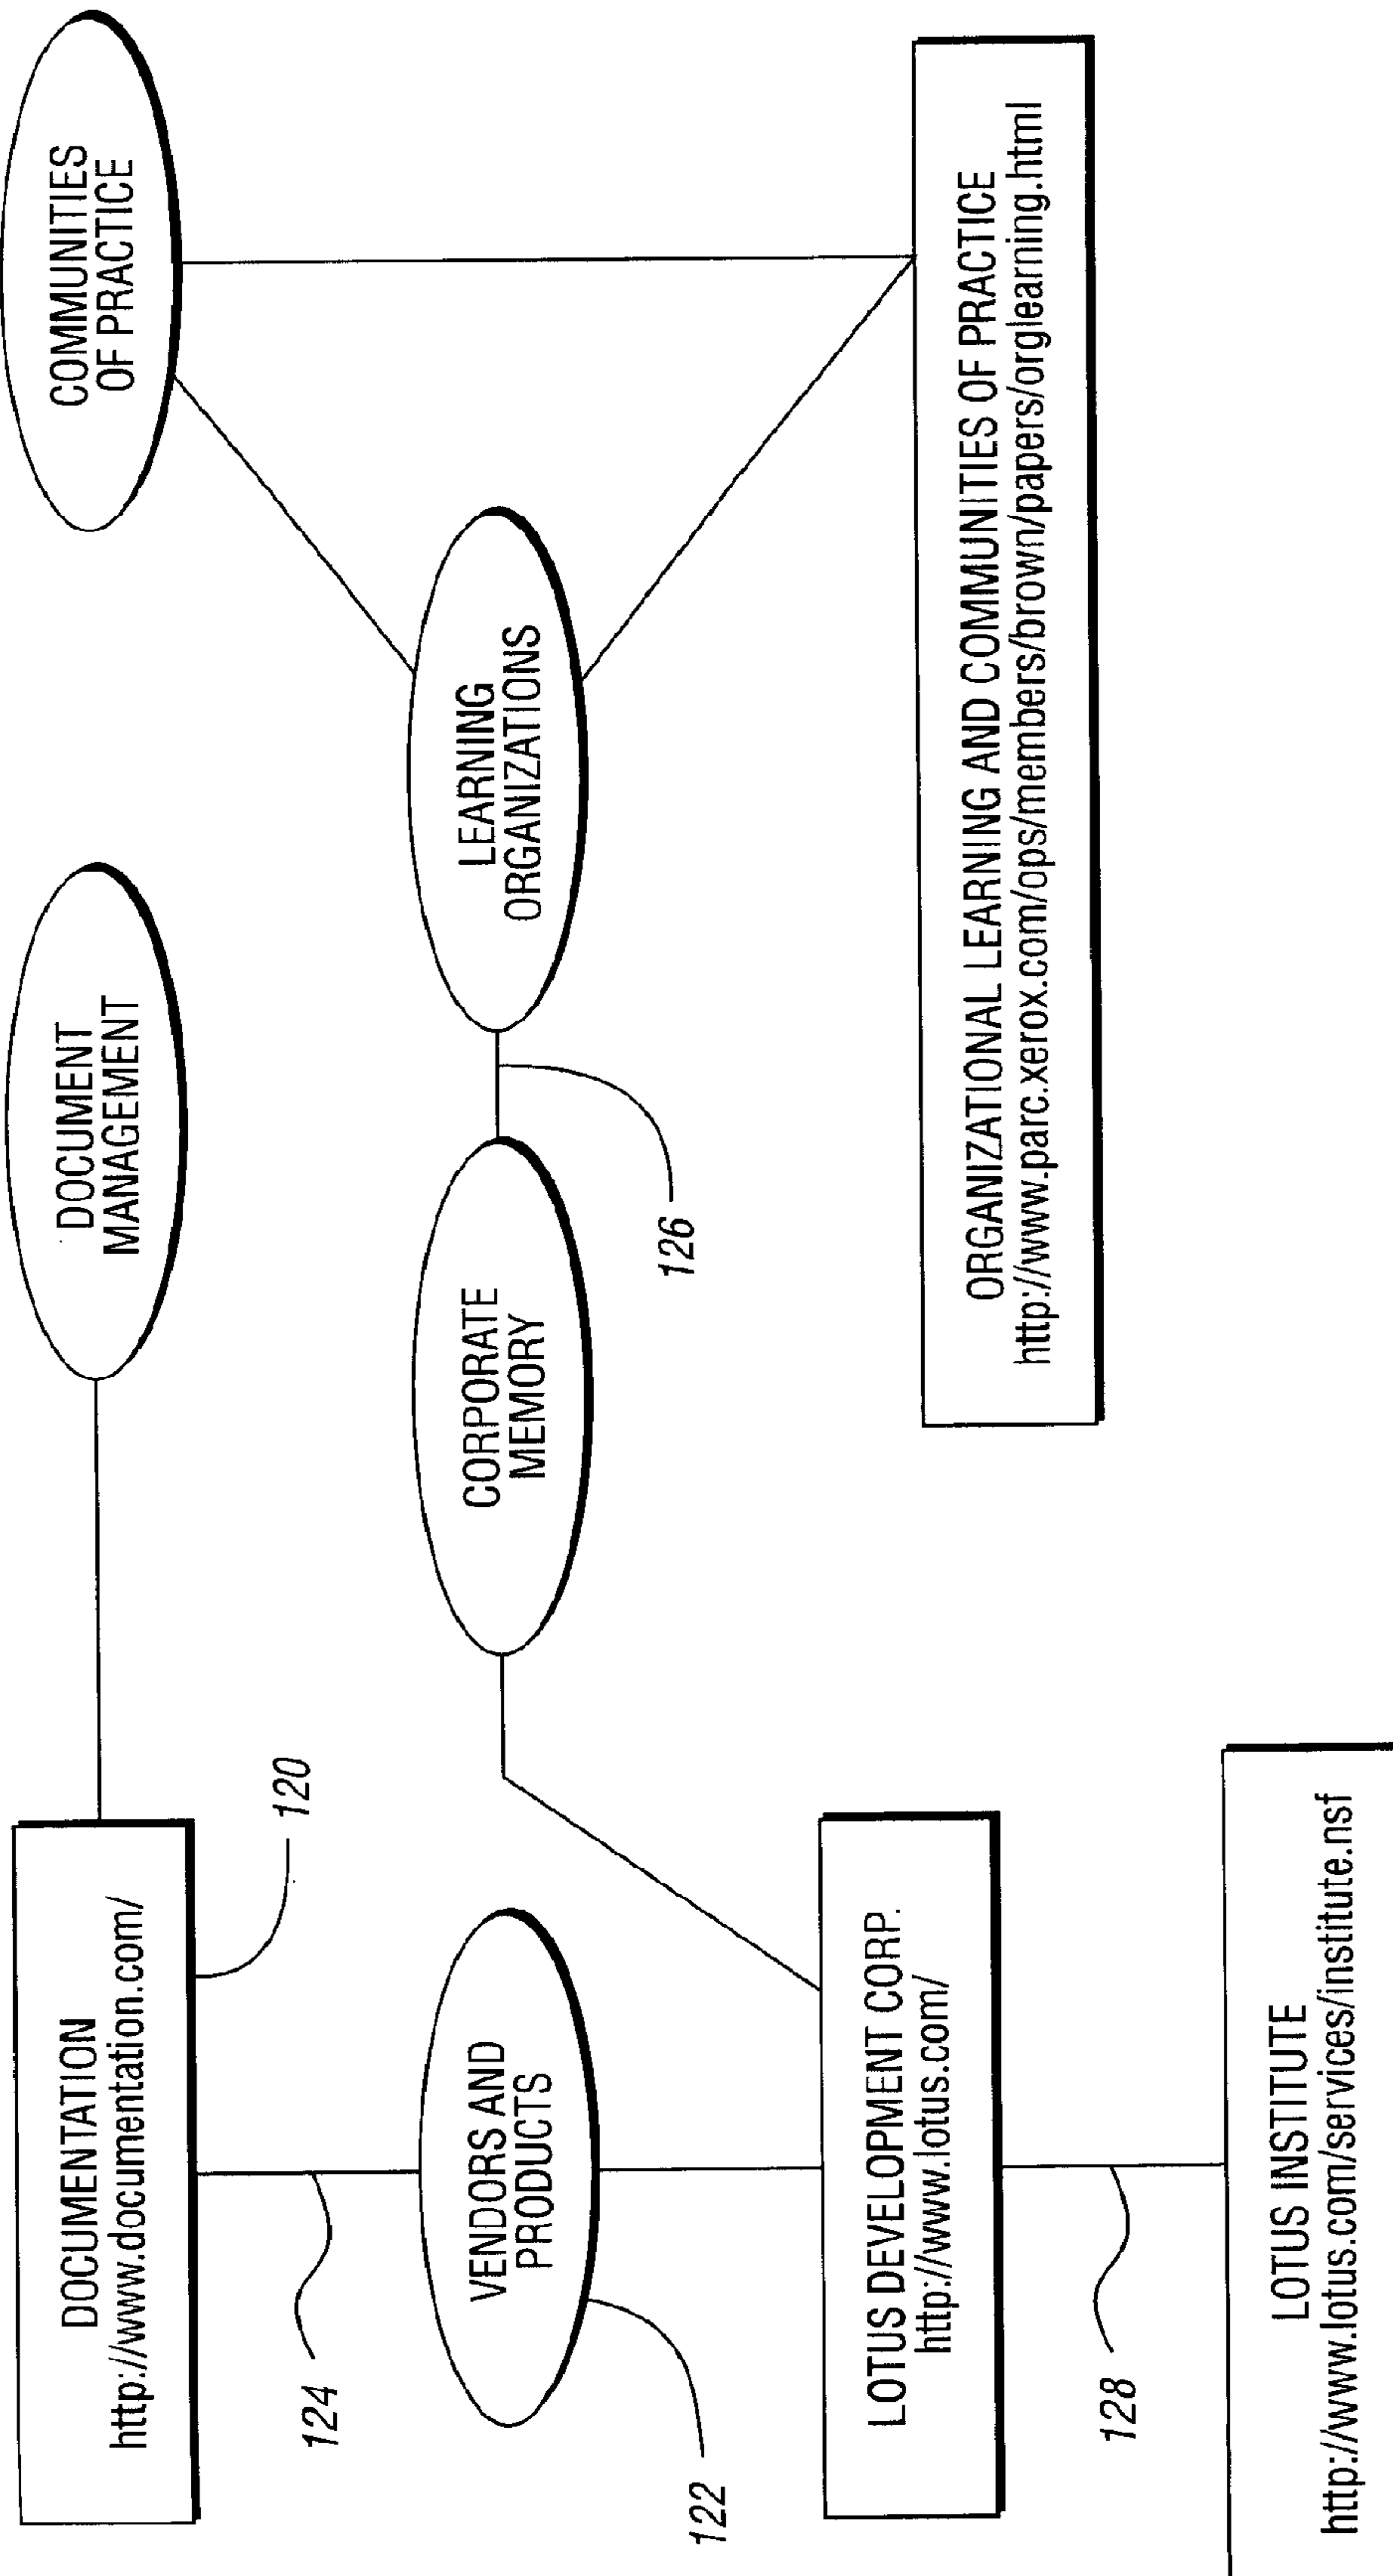 DOCUMENTATION
http://www.documentation.com/
120
DOCUMENT
MANAGEMENT
COMMUNITIES
OF PRACTICE
124
VENDORS AND
PRODUCTS
122
CORPORATE
MEMORY
126
LEARNING
ORGANIZATIONS
LOTUS DEVELOPMENT CORP.
http://www.lotus.com/
128
ORGANIZATIONAL LEARNING AND COMMUNITIES OF PRACTICE
http://www.parc.xerox.com/ops/members/brown/papers/orglearning.html
LOTUS INSTITUTE
http://www.lotus.com/services/institute.nsf